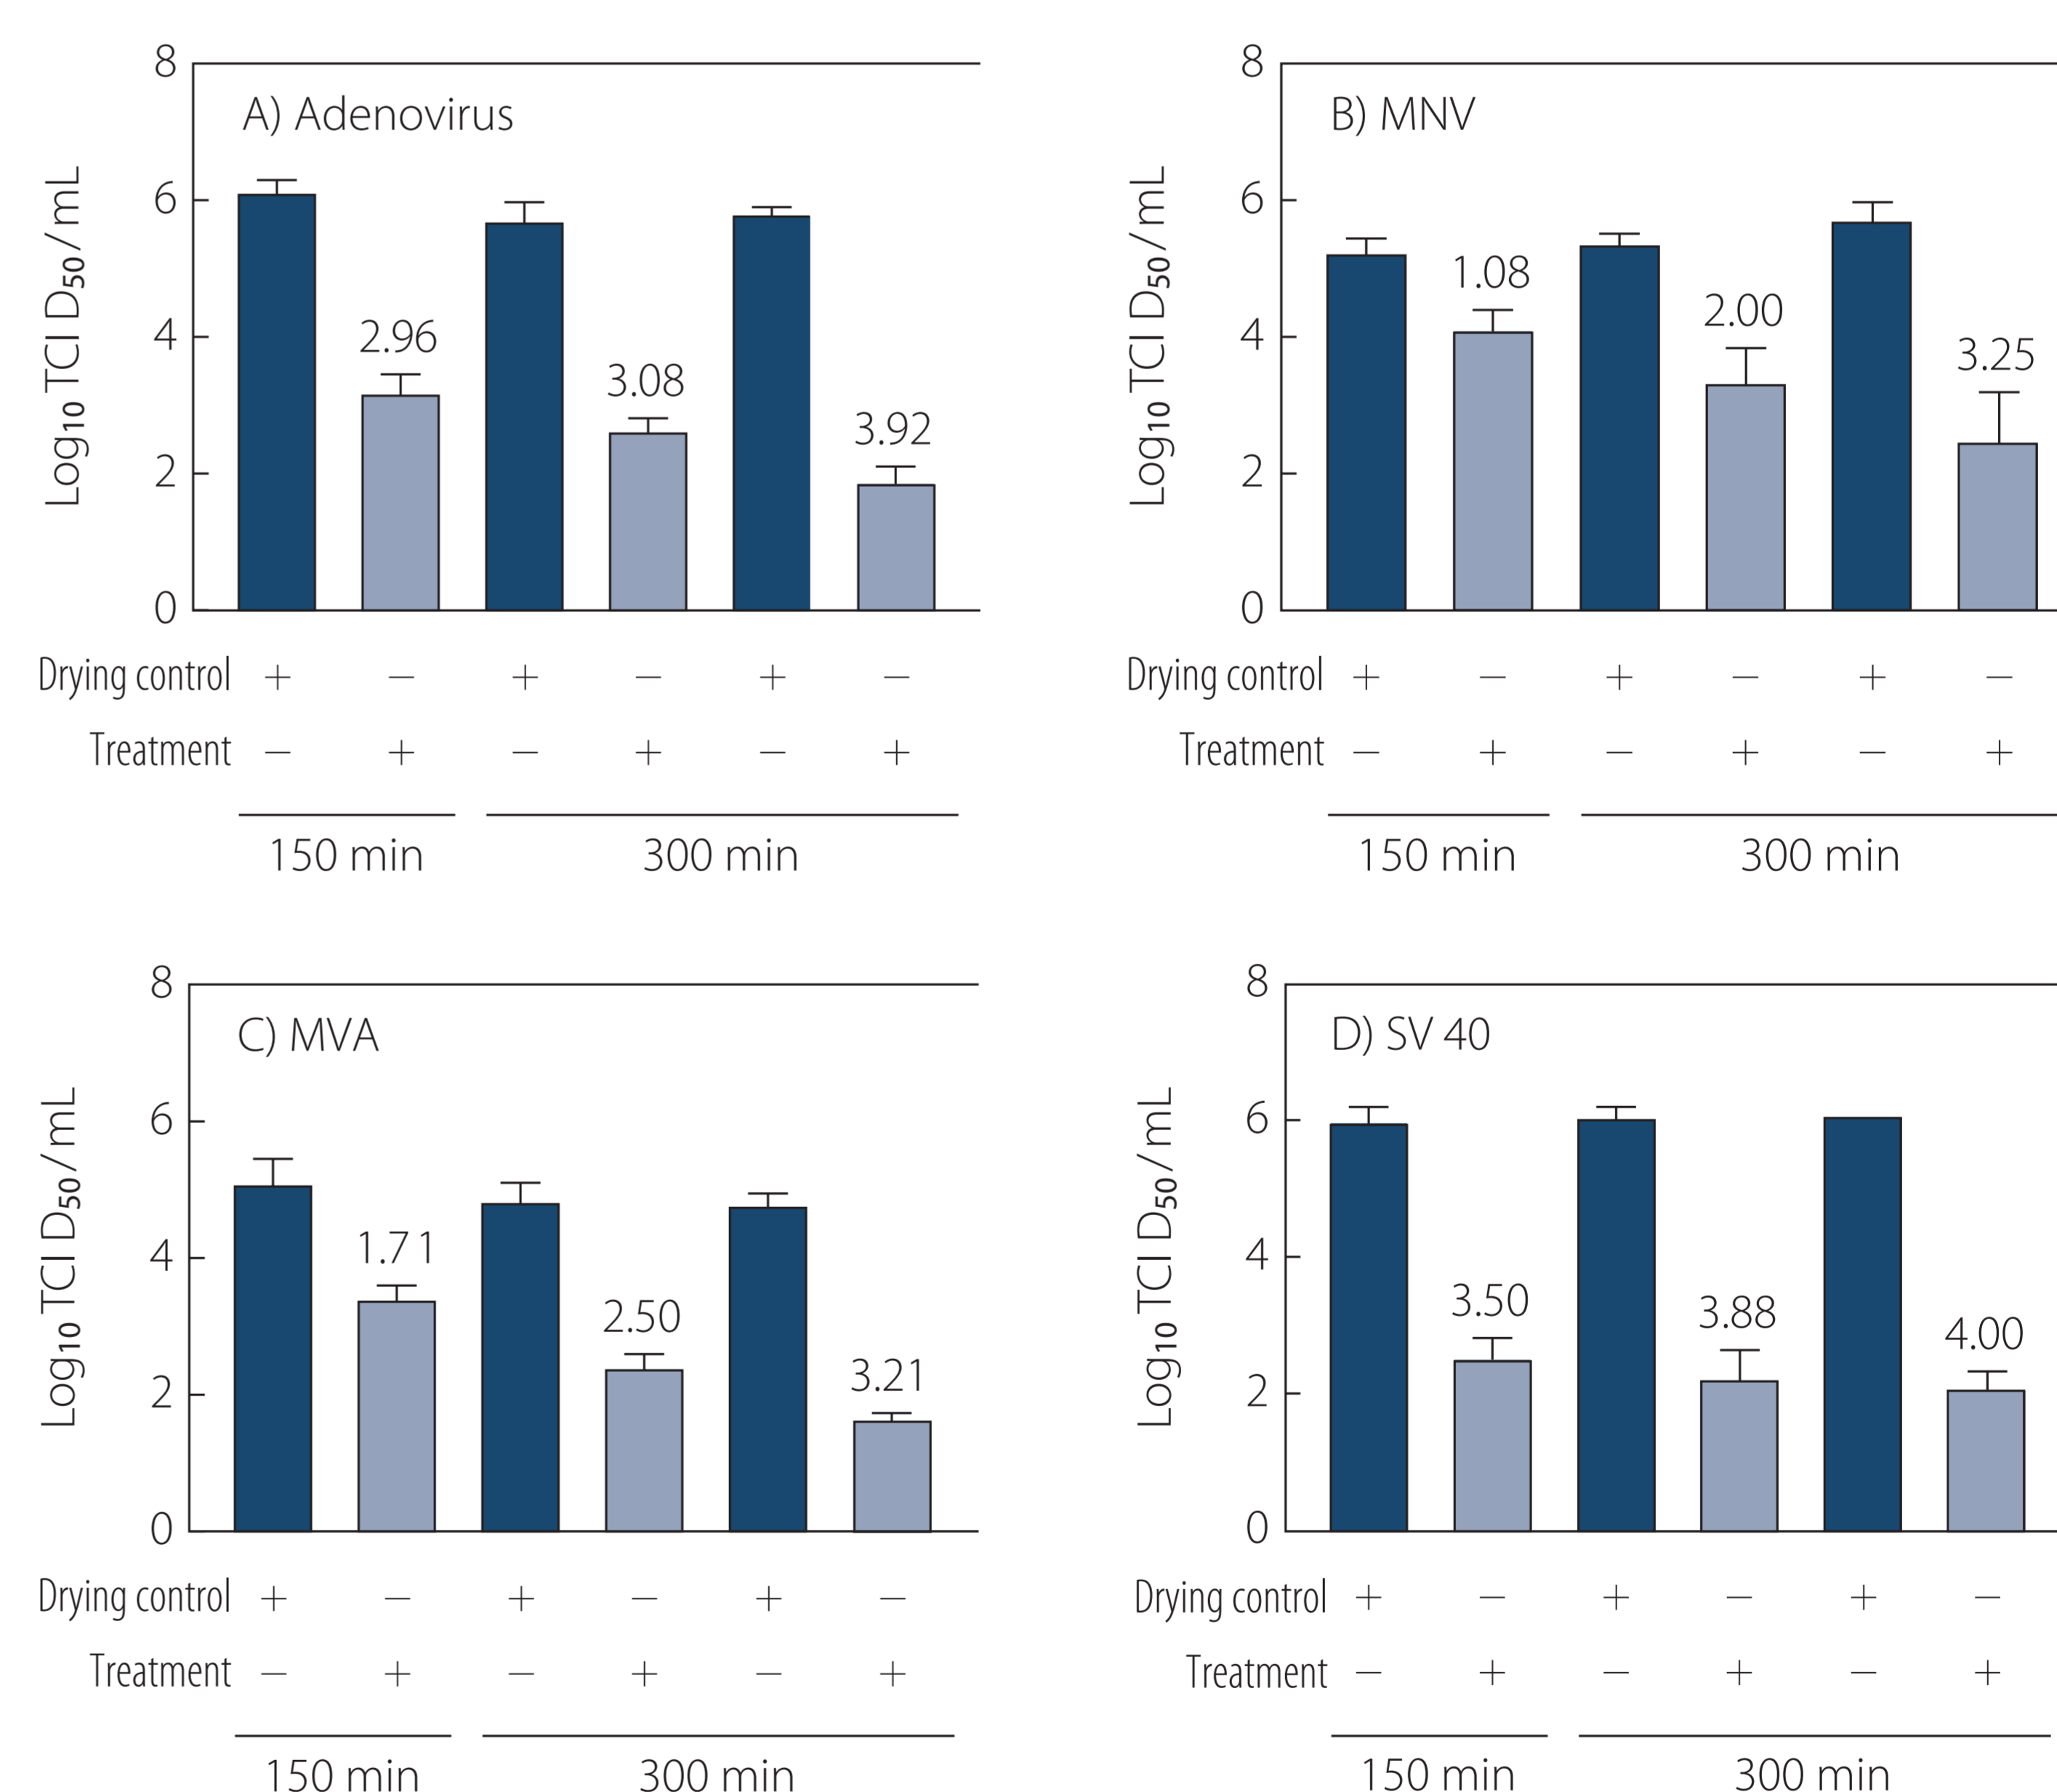 A) Adenovirus
Log10 TCI D50 / mL
8
6
4
2
0
2.96
3.08
3.92
Drying control + − + − + −
Treatment − + − + − +
150 min
300 min
B) MNV
Log10 TCI D50 / mL
8
6
4
2
0
1.08
2.00
3.25
Drying control + − + − + −
Treatment − + − + − +
150 min
300 min
C) MVA
Log10 TCI D50 / mL
8
6
4
2
0
1.71
2.50
3.21
Drying control + − + − + −
Treatment − + − + − +
150 min
300 min
D) SV 40
Log10 TCI D50 / mL
8
6
4
2
0
3.50
3.88
4.00
Drying control + − + − + −
Treatment − + − + − +
150 min
300 min